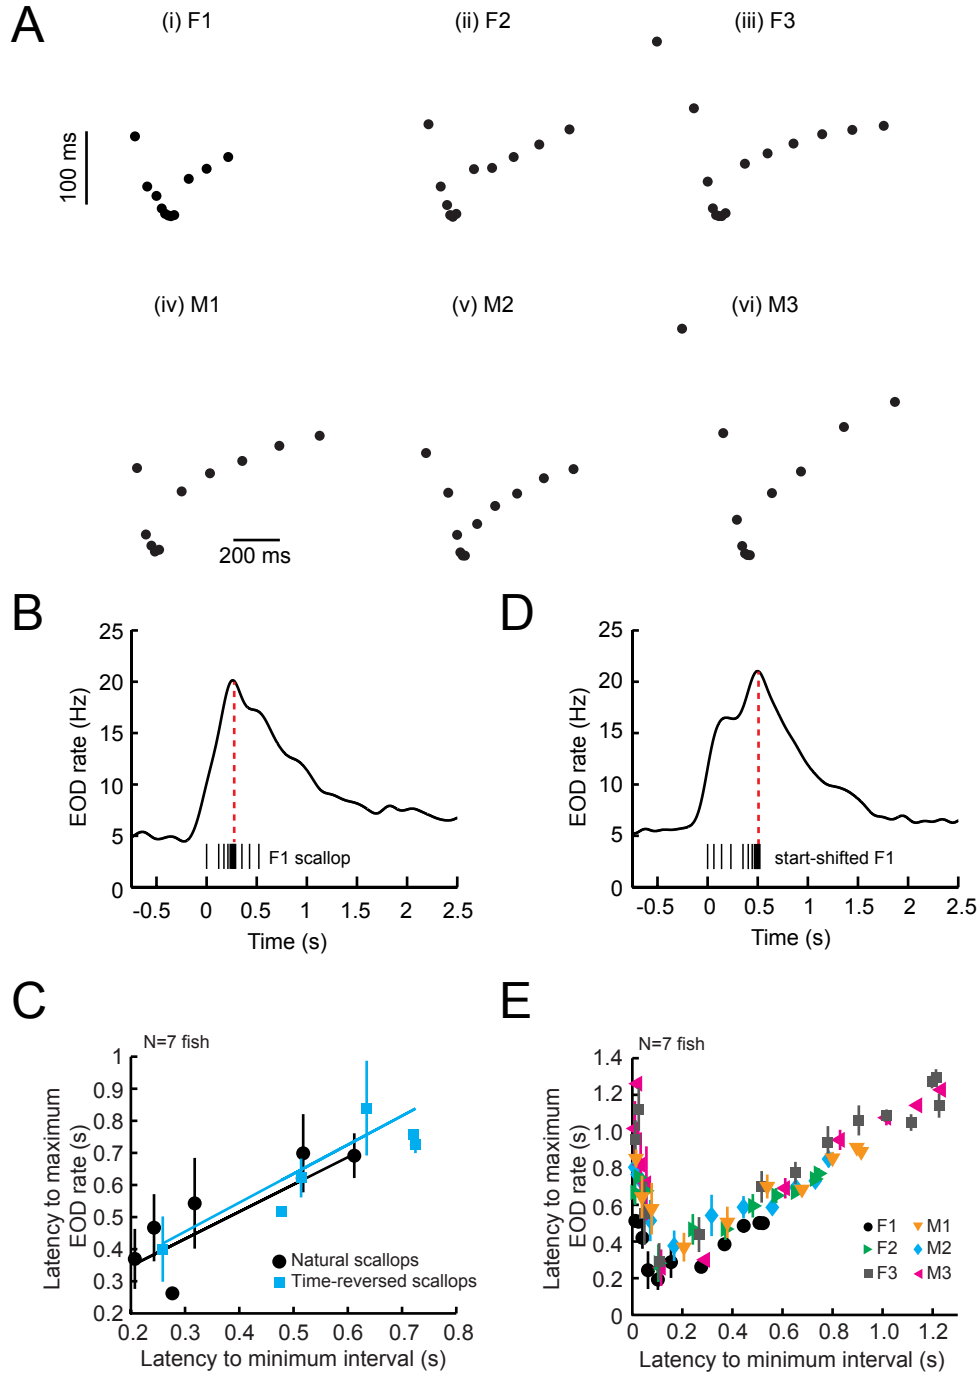 A
(i) F1
(ii) F2
(iii) F3
100 ms
(iv) M1
(v) M2
(vi) M3
200 ms
B
EOD rate (Hz)
25
20
15
10
5
0
F1 scallop
-0.5 0 0.5 1 1.5 2 2.5
Time (s)
D
EOD rate (Hz)
25
20
15
10
5
0
start-shifted F1
-0.5 0 0.5 1 1.5 2 2.5
Time (s)
C
N=7 fish
Latency to maximum
EOD rate (s)
1
0.9
0.8
0.7
0.6
0.5
0.4
0.3
0.2
Natural scallops
Time-reversed scallops
0.2 0.3 0.4 0.5 0.6 0.7 0.8
Latency to minimum interval (s)
E
N=7 fish
Latency to maximum
EOD rate (s)
1.4
1.2
1.0
0.8
0.6
0.4
0.2
0
F1 M1
F2 M2
F3 M3
0 0.2 0.4 0.6 0.8 1.0 1.2
Latency to minimum interval (s)